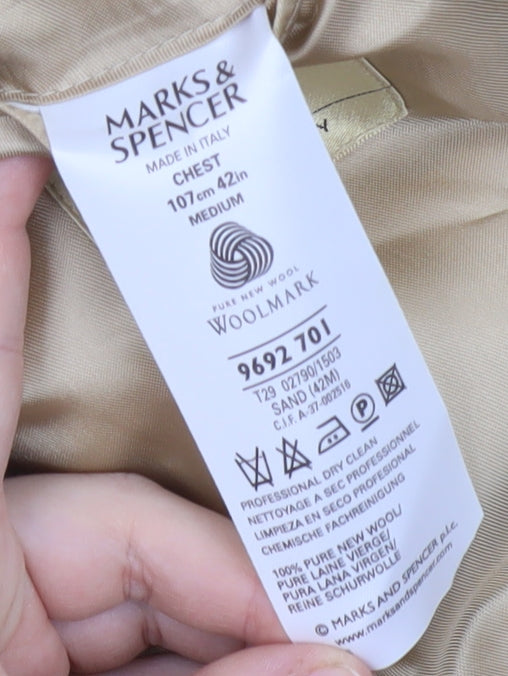 MARKS &
SPENCER
MADE IN ITALY
CHEST
107cm 42in
MEDIUM
PURE NEW WOOL
WOOLMARK
9692 701
T29 02790/1503
SAND (42M)
C.I.F. A-37-002516
P
PROFESSIONAL DRY CLEAN
NETTOYAGE A SEC PROFESSIONNEL
LIMPIEZA EN SECO PROFESIONAL
CHEMISCHE FACHREINIGUNG
100% PURE NEW WOOL/
PURE LAINE VIERGE/
PURA LANA VIRGEN/
REINE SCHURWOLLE
© MARKS AND SPENCER p.l.c.
www.marksandspencer.com